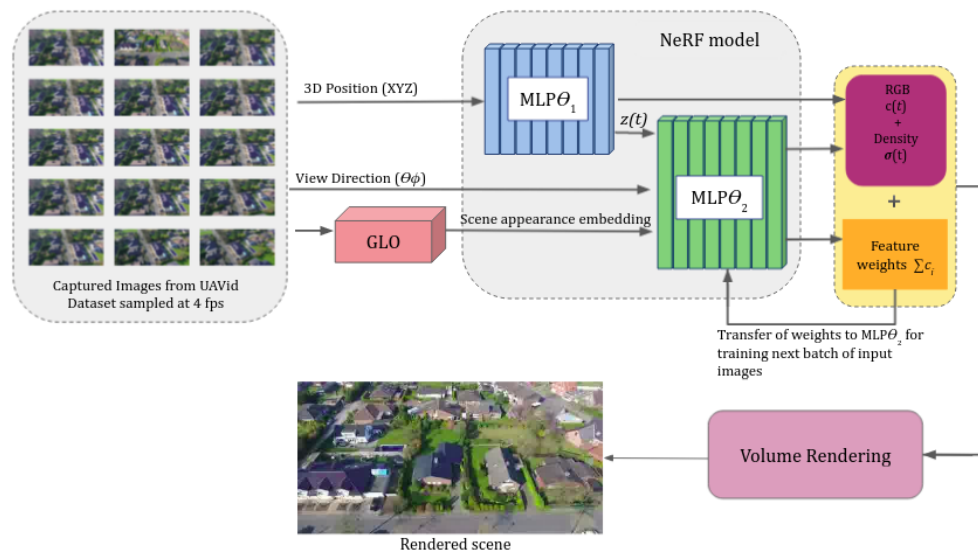 NeRF model
3D Position (XYZ)
MLPΘ₁
z(t)
RGB
c(t)
+
Density
σ(t)
View Direction (Θϕ)
MLPΘ₂
Scene appearance embedding
GLO
+
Feature
weights ∑cᵢ
Captured Images from UAVid
Dataset sampled at 4 fps
Transfer of weights to MLPΘ₂ for
training next batch of input
images
Volume Rendering
Rendered scene